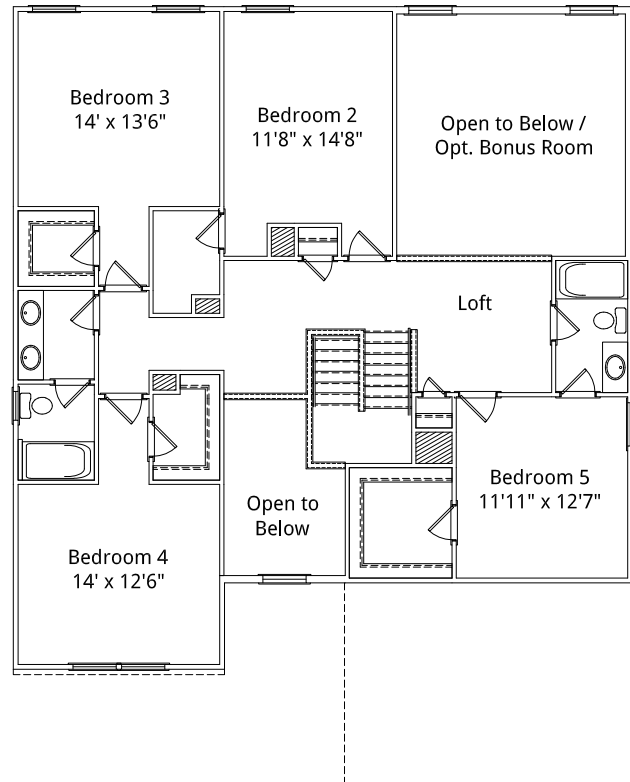 Bedroom 3
14' x 13'6"
Bedroom 2
11'8" x 14'8"
Open to Below /
Opt. Bonus Room
Loft
Bedroom 5
11'11" x 12'7"
Open to
Below
Bedroom 4
14' x 12'6"